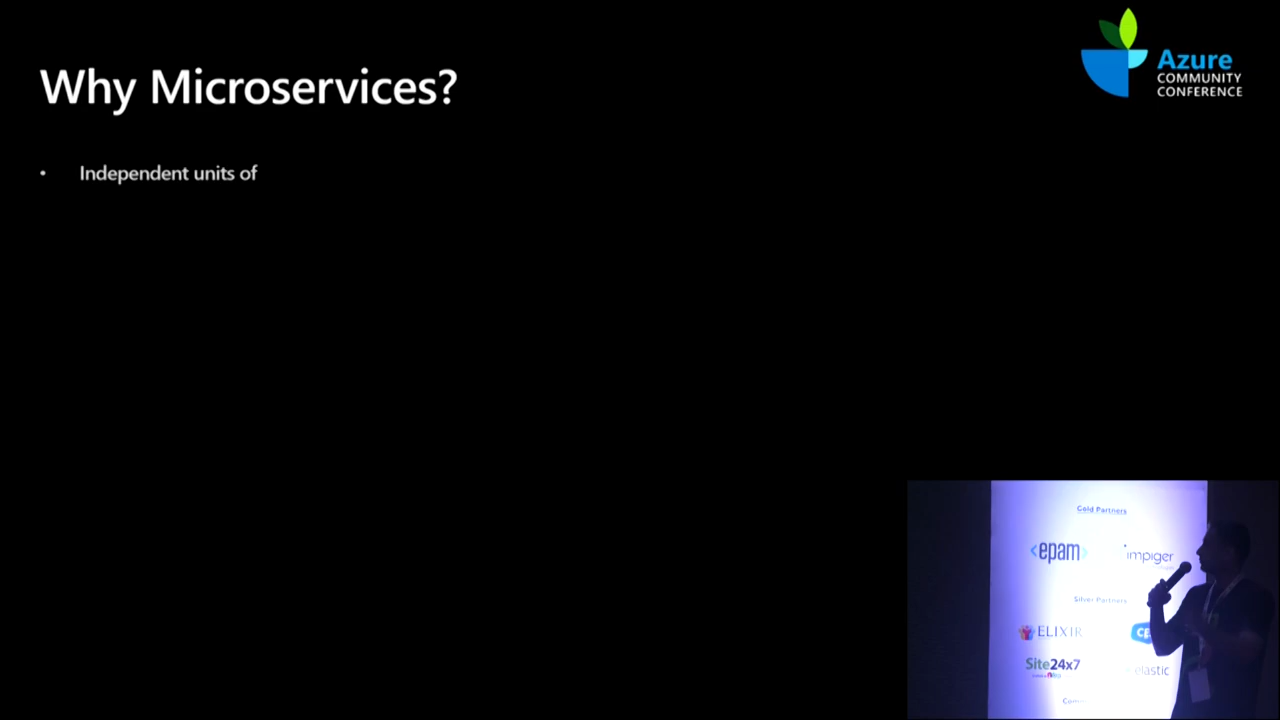 Why Microservices?
Azure
COMMUNITY
CONFERENCE
• Independent units of
Gold Partners
<epam>
impiger
Silver Partners
ELIXIR
Site24x7
elastic